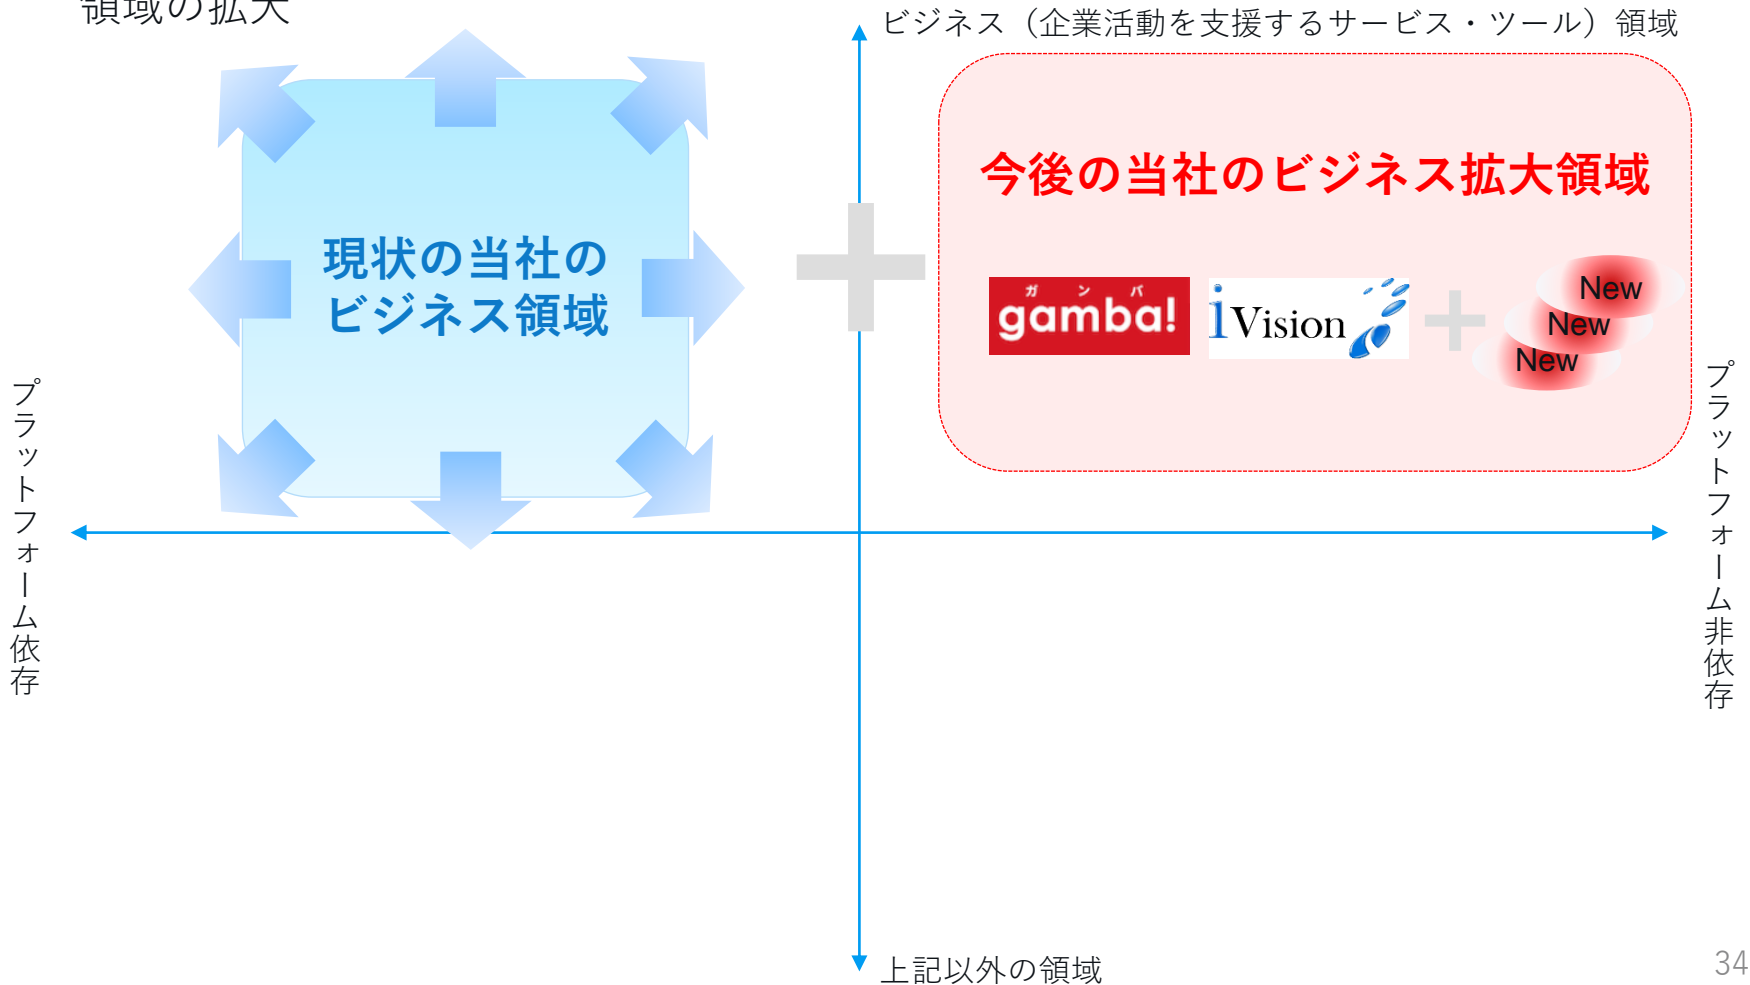 領域の拡大
ビジネス（企業活動を支援するサービス・ツール）領域
現状の当社の
ビジネス領域
今後の当社のビジネス拡大領域
ガンバ
gamba!
iVision
New
New
New
プラットフォーム依存
プラットフォーム非依存
上記以外の領域
34